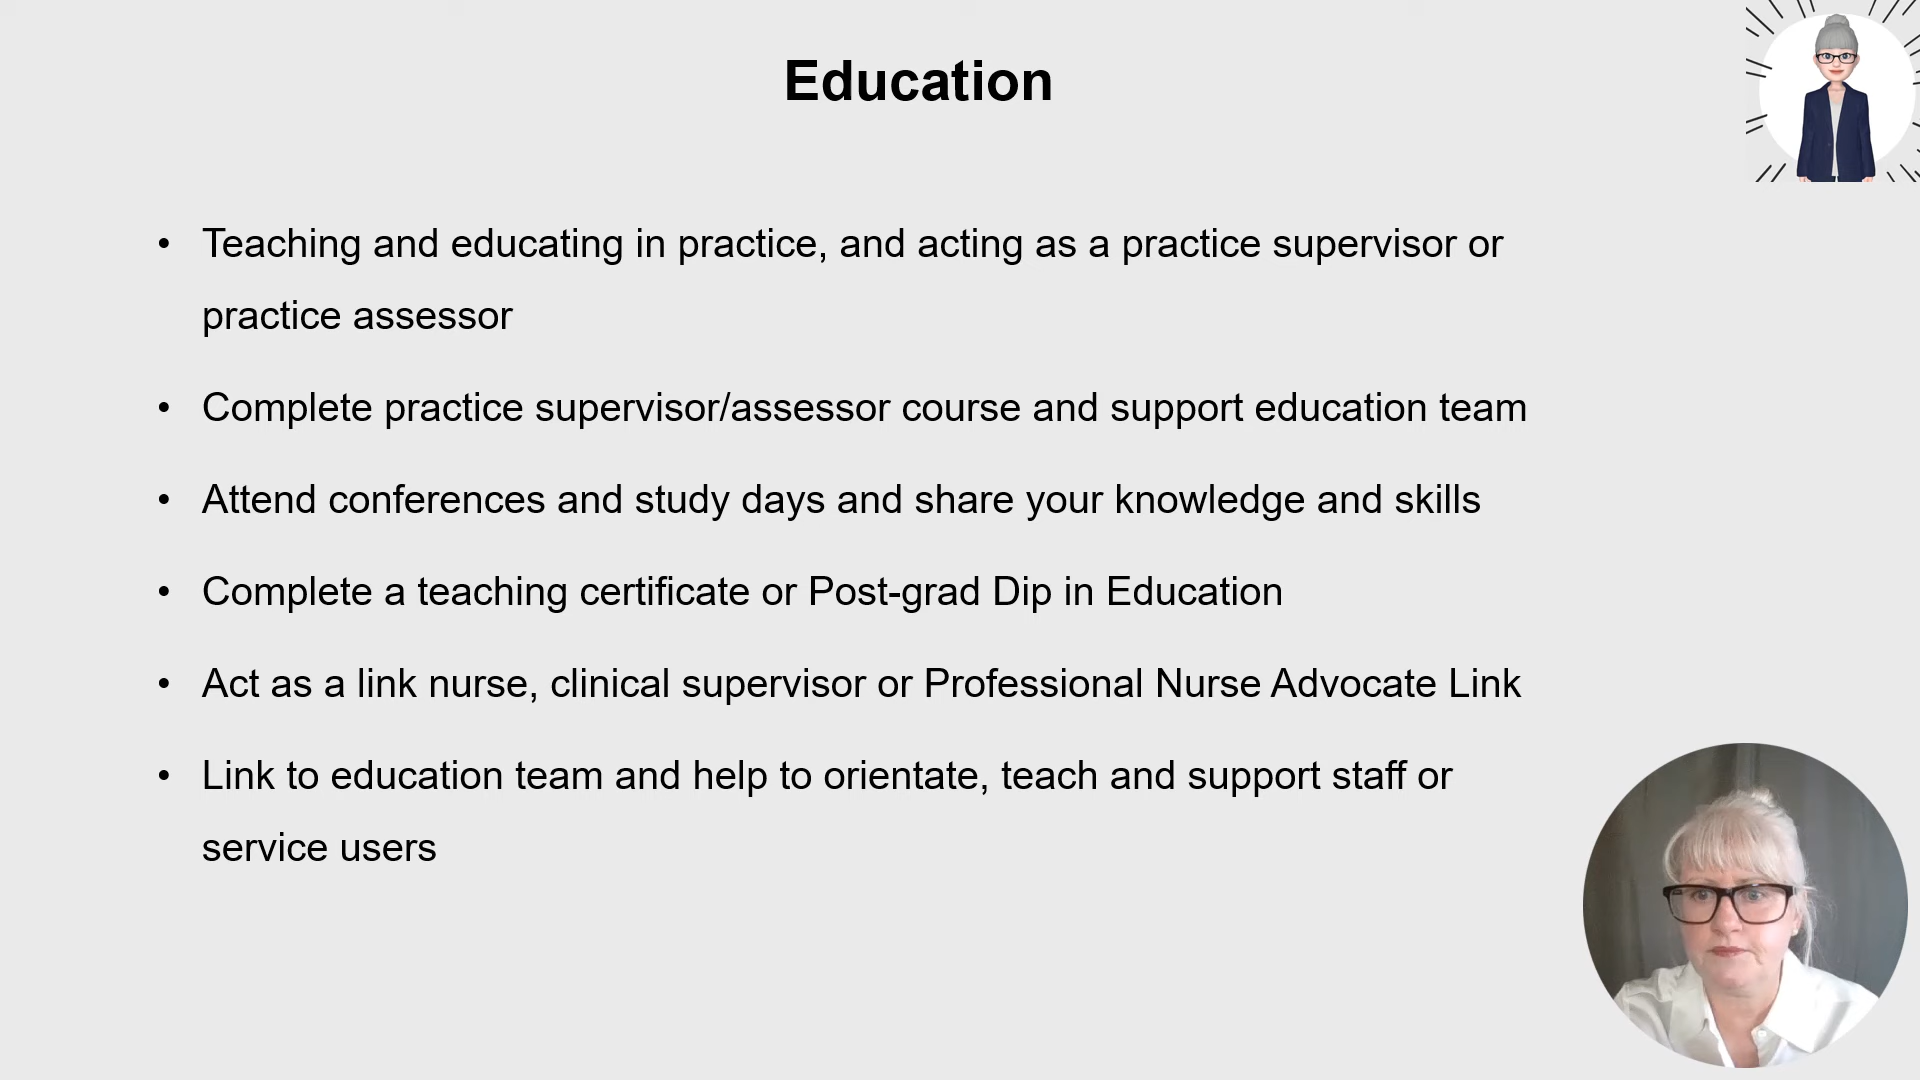 Education
• Teaching and educating in practice, and acting as a practice supervisor or
practice assessor
• Complete practice supervisor/assessor course and support education team
• Attend conferences and study days and share your knowledge and skills
• Complete a teaching certificate or Post-grad Dip in Education
• Act as a link nurse, clinical supervisor or Professional Nurse Advocate Link
• Link to education team and help to orientate, teach and support staff or
service users